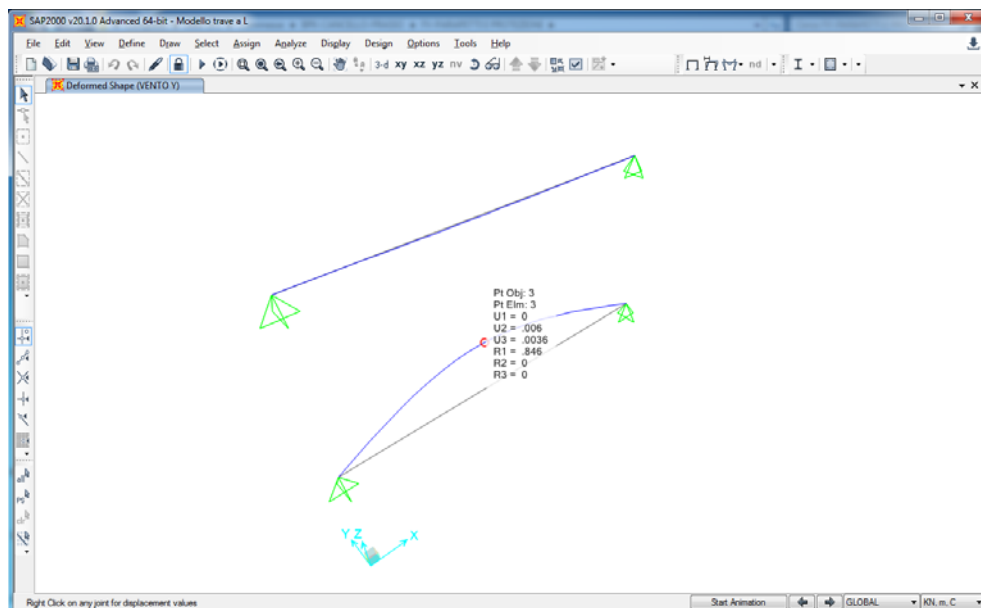 SAP2000 v20.1.0 Advanced 64-bit - Modello trave a L
File Edit View Define Draw Select Assign Analyze Display Design Options Tools Help
3-d xy xz yz nv nd
Deformed Shape (VENTO Y)
Pt Obj: 3
Pt Elm: 3
U1 = 0
U2 = .006
U3 = .0036
R1 = .846
R2 = 0
R3 = 0
Y Z X
Right Click on any joint for displacement values
Start Animation
GLOBAL
KN, m, C